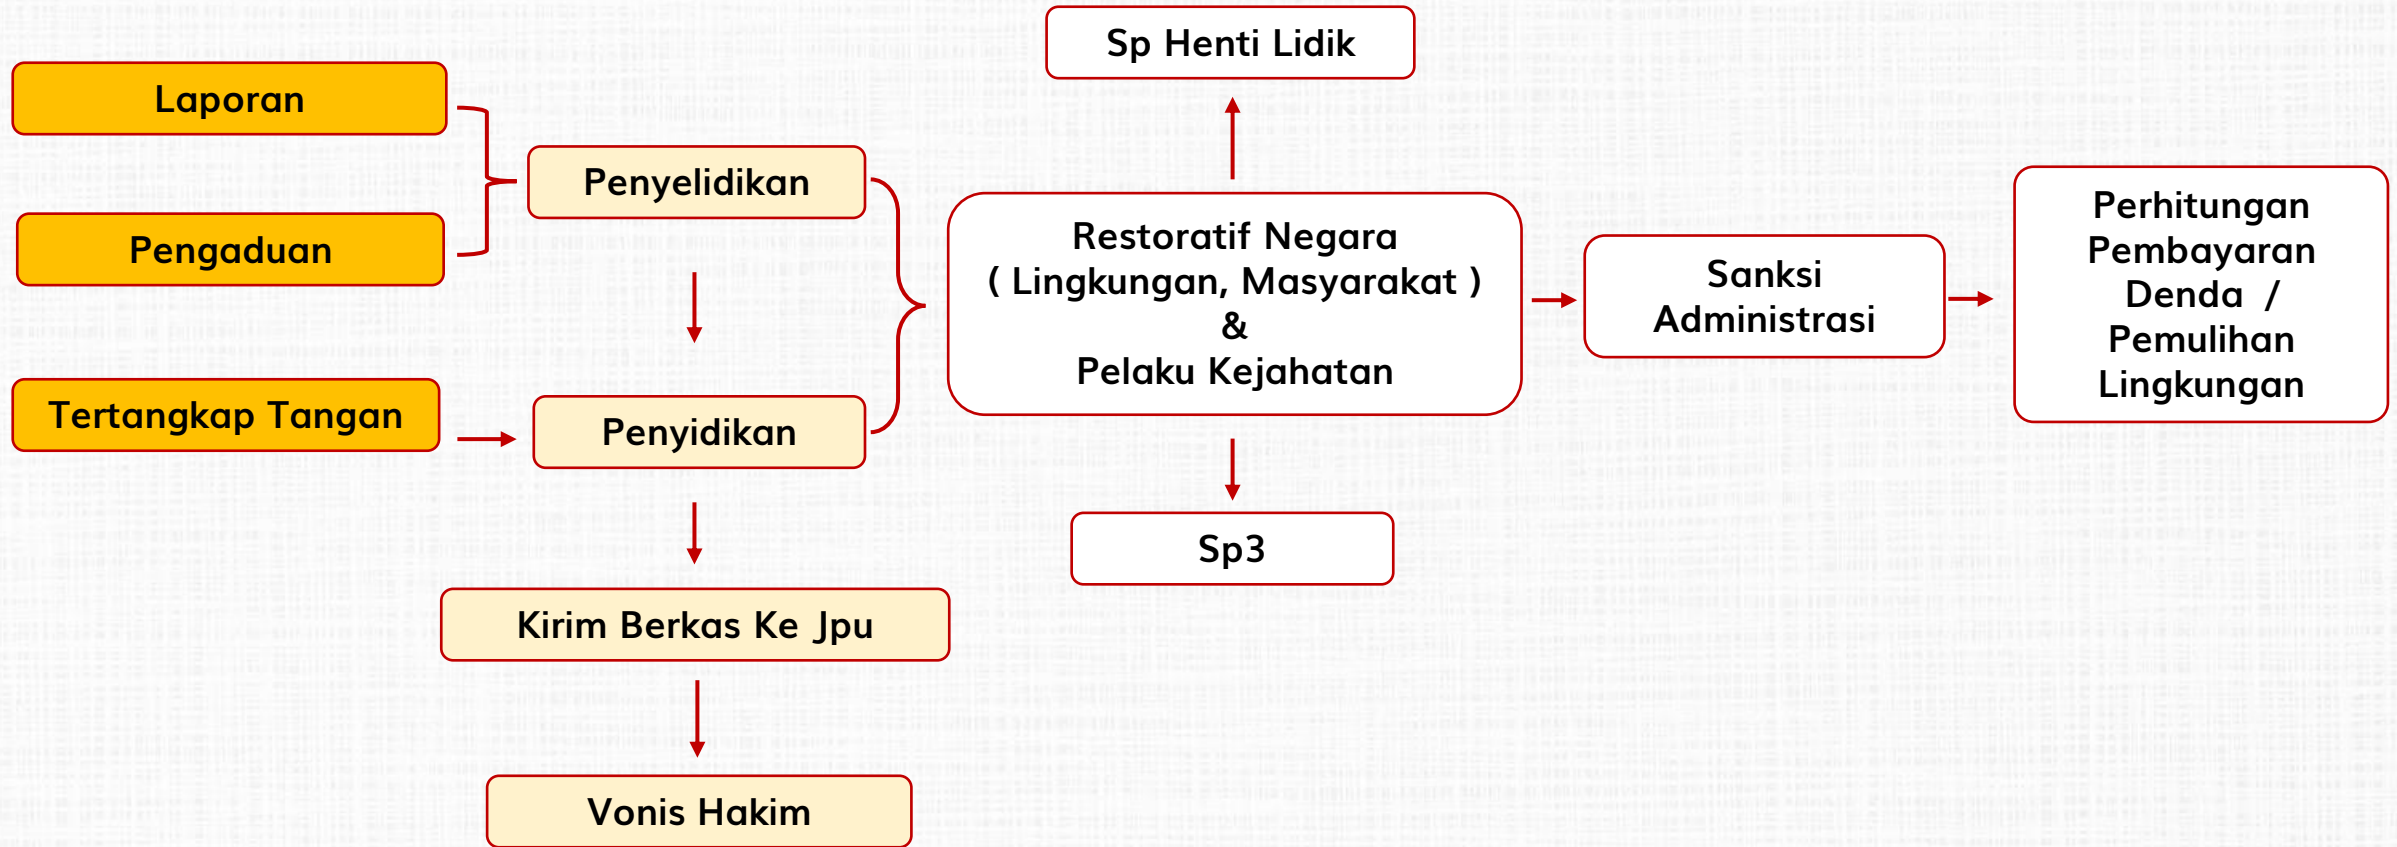 Laporan
Pengaduan
Tertangkap Tangan
Penyelidikan
Penyidikan
Kirim Berkas Ke Jpu
Vonis Hakim
Sp Henti Lidik
Restoratif Negara
( Lingkungan, Masyarakat )
&
Pelaku Kejahatan
Sp3
Sanksi
Administrasi
Perhitungan
Pembayaran
Denda /
Pemulihan
Lingkungan